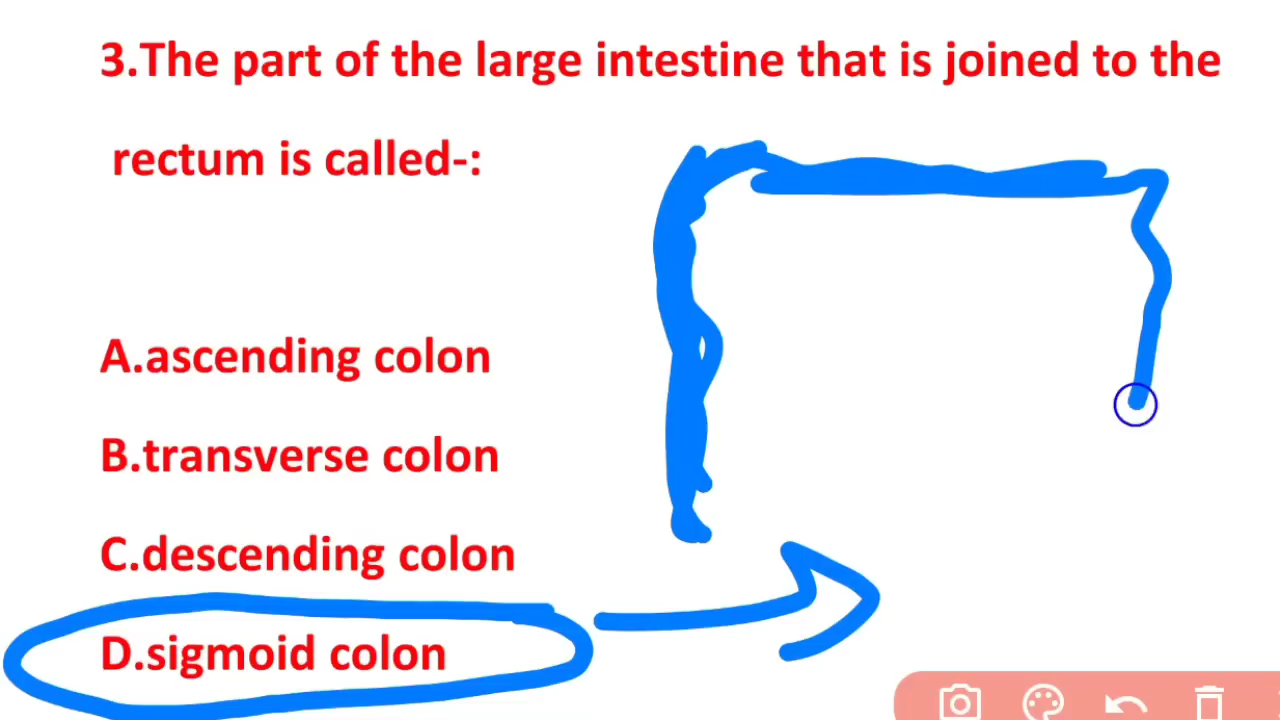 3.The part of the large intestine that is joined to the
rectum is called-:
A.ascending colon
B.transverse colon
C.descending colon
D.sigmoid colon